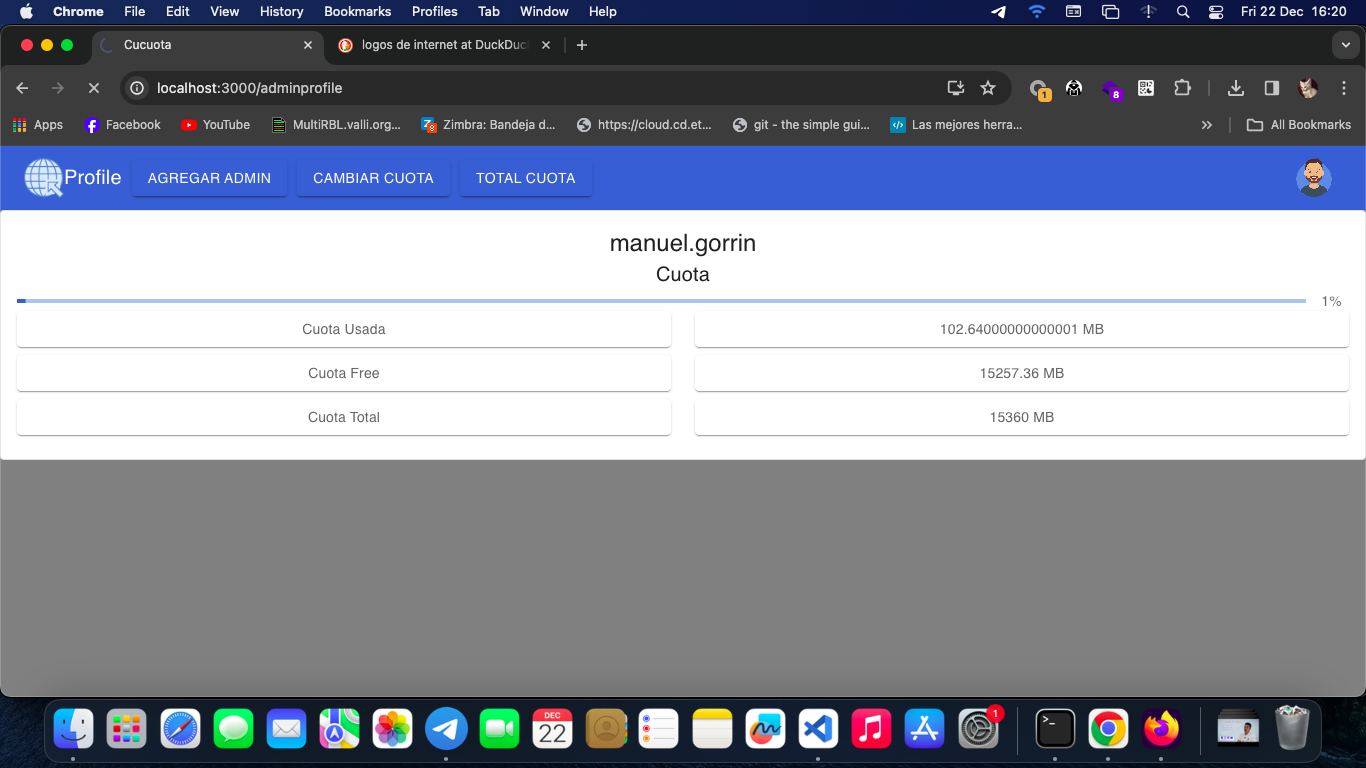 Chrome File Edit View History Bookmarks Profiles Tab Window Help Fri 22 Dec 16:20
Cucuota logos de internet at DuckDuc
localhost:3000/adminprofile 1 8
Apps Facebook YouTube MultiRBL.valli.org... Zimbra: Bandeja d... https://cloud.cd.et... git - the simple gui... Las mejores herra... » All Bookmarks
Profile AGREGAR ADMIN CAMBIAR CUOTA TOTAL CUOTA
manuel.gorrin
Cuota
1%
Cuota Usada 102.64000000000001 MB
Cuota Free 15257.36 MB
Cuota Total 15360 MB
DEC
22
1